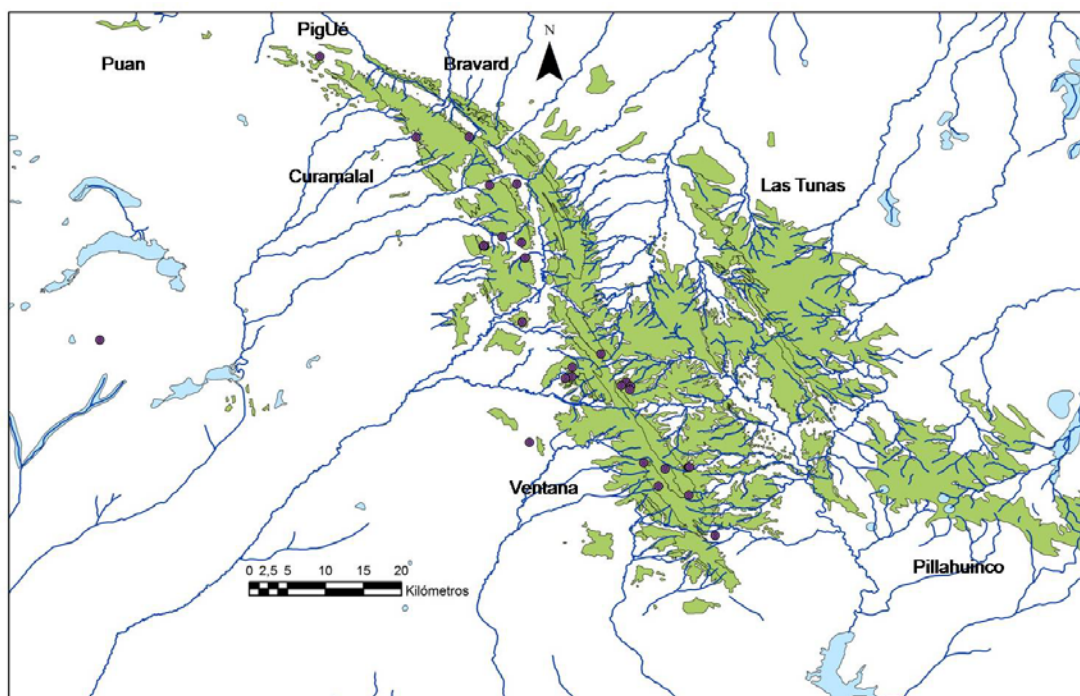 PigUé
N
Puan
Bravard
Curamalal
Las Tunas
Ventana
0 2,5 5 10 15 20
Kilómetros
Pillahuinco